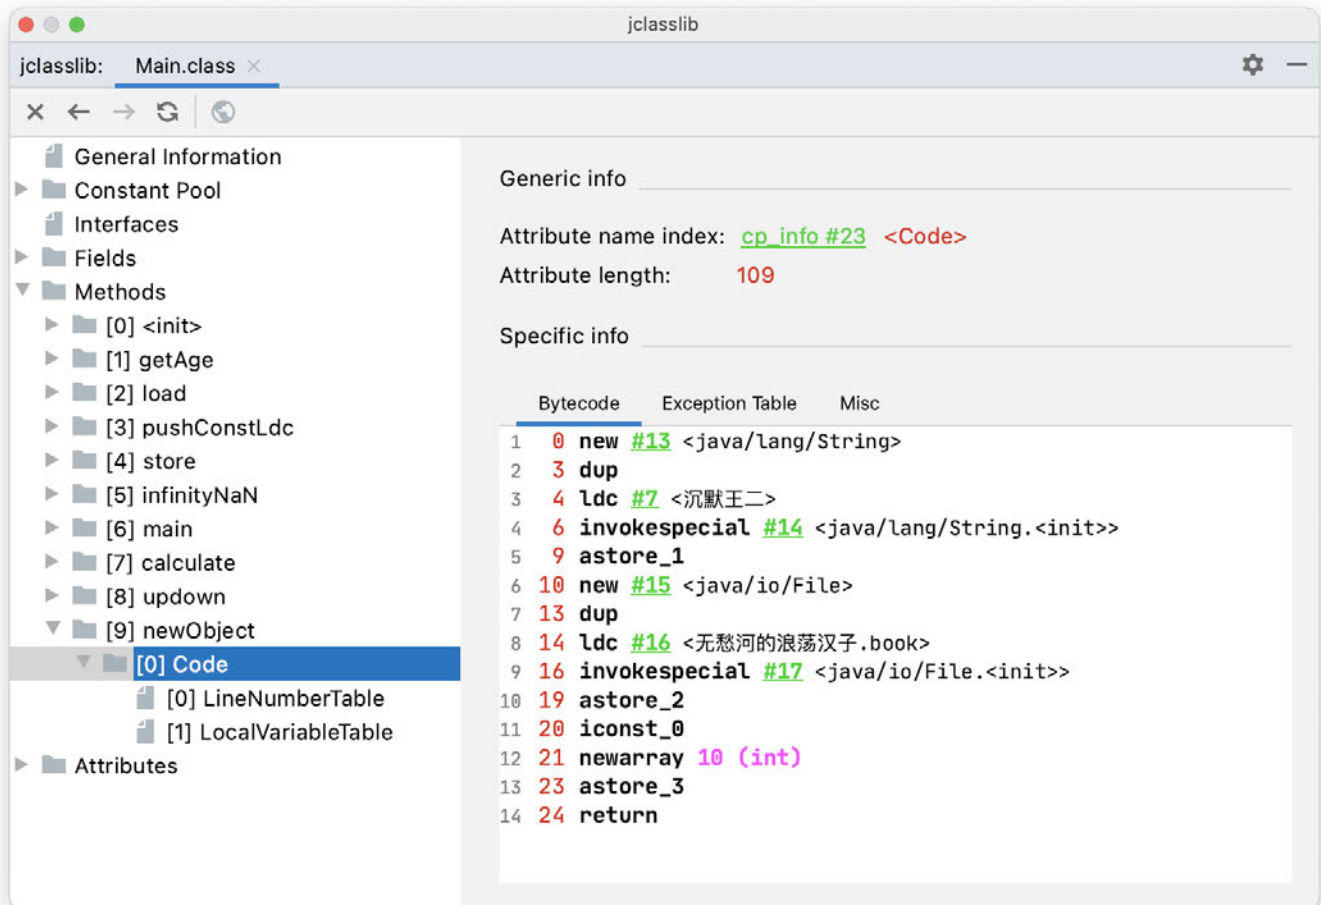 jclasslib
jclasslib: Main.class
General Information
Constant Pool
Interfaces
Fields
Methods
[0] <init>
[1] getAge
[2] load
[3] pushConstLdc
[4] store
[5] infinityNaN
[6] main
[7] calculate
[8] updown
[9] newObject
[0] Code
[0] LineNumberTable
[1] LocalVariableTable
Attributes
Generic info
Attribute name index: cp_info #23 <Code>
Attribute length: 109
Specific info
Bytecode Exception Table Misc
1 0 new #13 <java/lang/String>
2 3 dup
3 4 ldc #7 <沉默王二>
4 6 invokespecial #14 <java/lang/String.<init>>
5 9 astore_1
6 10 new #15 <java/io/File>
7 13 dup
8 14 ldc #16 <无愁河的浪荡汉子.book>
9 16 invokespecial #17 <java/io/File.<init>>
10 19 astore_2
11 20 iconst_0
12 21 newarray 10 (int)
13 23 astore_3
14 24 return